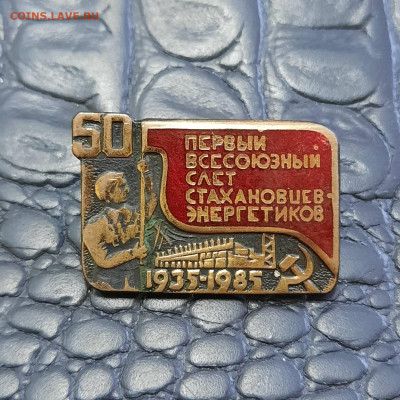 COINS.LAVE.RU
50
ПЕРВЫЙ
ВСЕСОЮЗНЫЙ
СЛЕТ
СТАХАНОВЦЕВ
ЭНЕРГЕТИКОВ
1935-1985